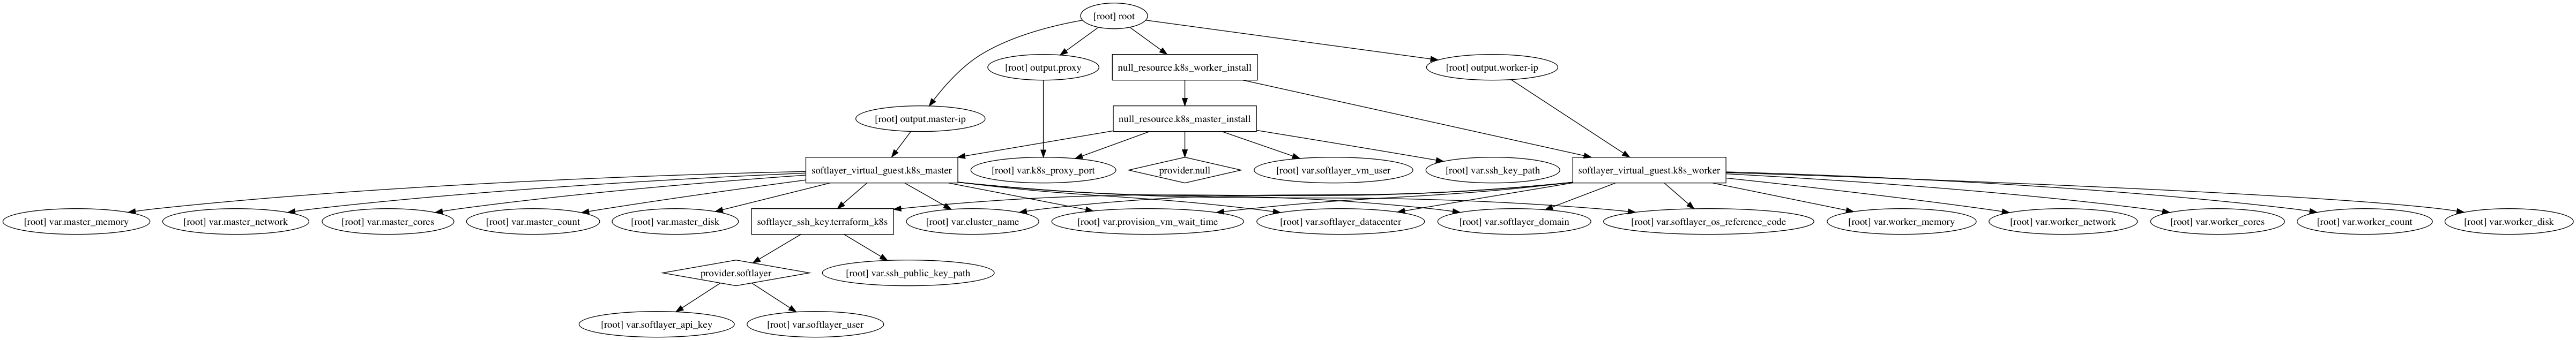 [root] root
[root] output.proxy
null_resource.k8s_worker_install
[root] output.worker-ip
[root] output.master-ip
null_resource.k8s_master_install
softlayer_virtual_guest.k8s_master
[root] var.k8s_proxy_port
provider.null
[root] var.softlayer_vm_user
[root] var.ssh_key_path
softlayer_virtual_guest.k8s_worker
[root] var.master_memory
[root] var.master_network
[root] var.master_cores
[root] var.master_count
[root] var.master_disk
softlayer_ssh_key.terraform_k8s
[root] var.cluster_name
[root] var.provision_vm_wait_time
[root] var.softlayer_datacenter
[root] var.softlayer_domain
[root] var.softlayer_os_reference_code
[root] var.worker_memory
[root] var.worker_network
[root] var.worker_cores
[root] var.worker_count
[root] var.worker_disk
provider.softlayer
[root] var.ssh_public_key_path
[root] var.softlayer_api_key
[root] var.softlayer_user